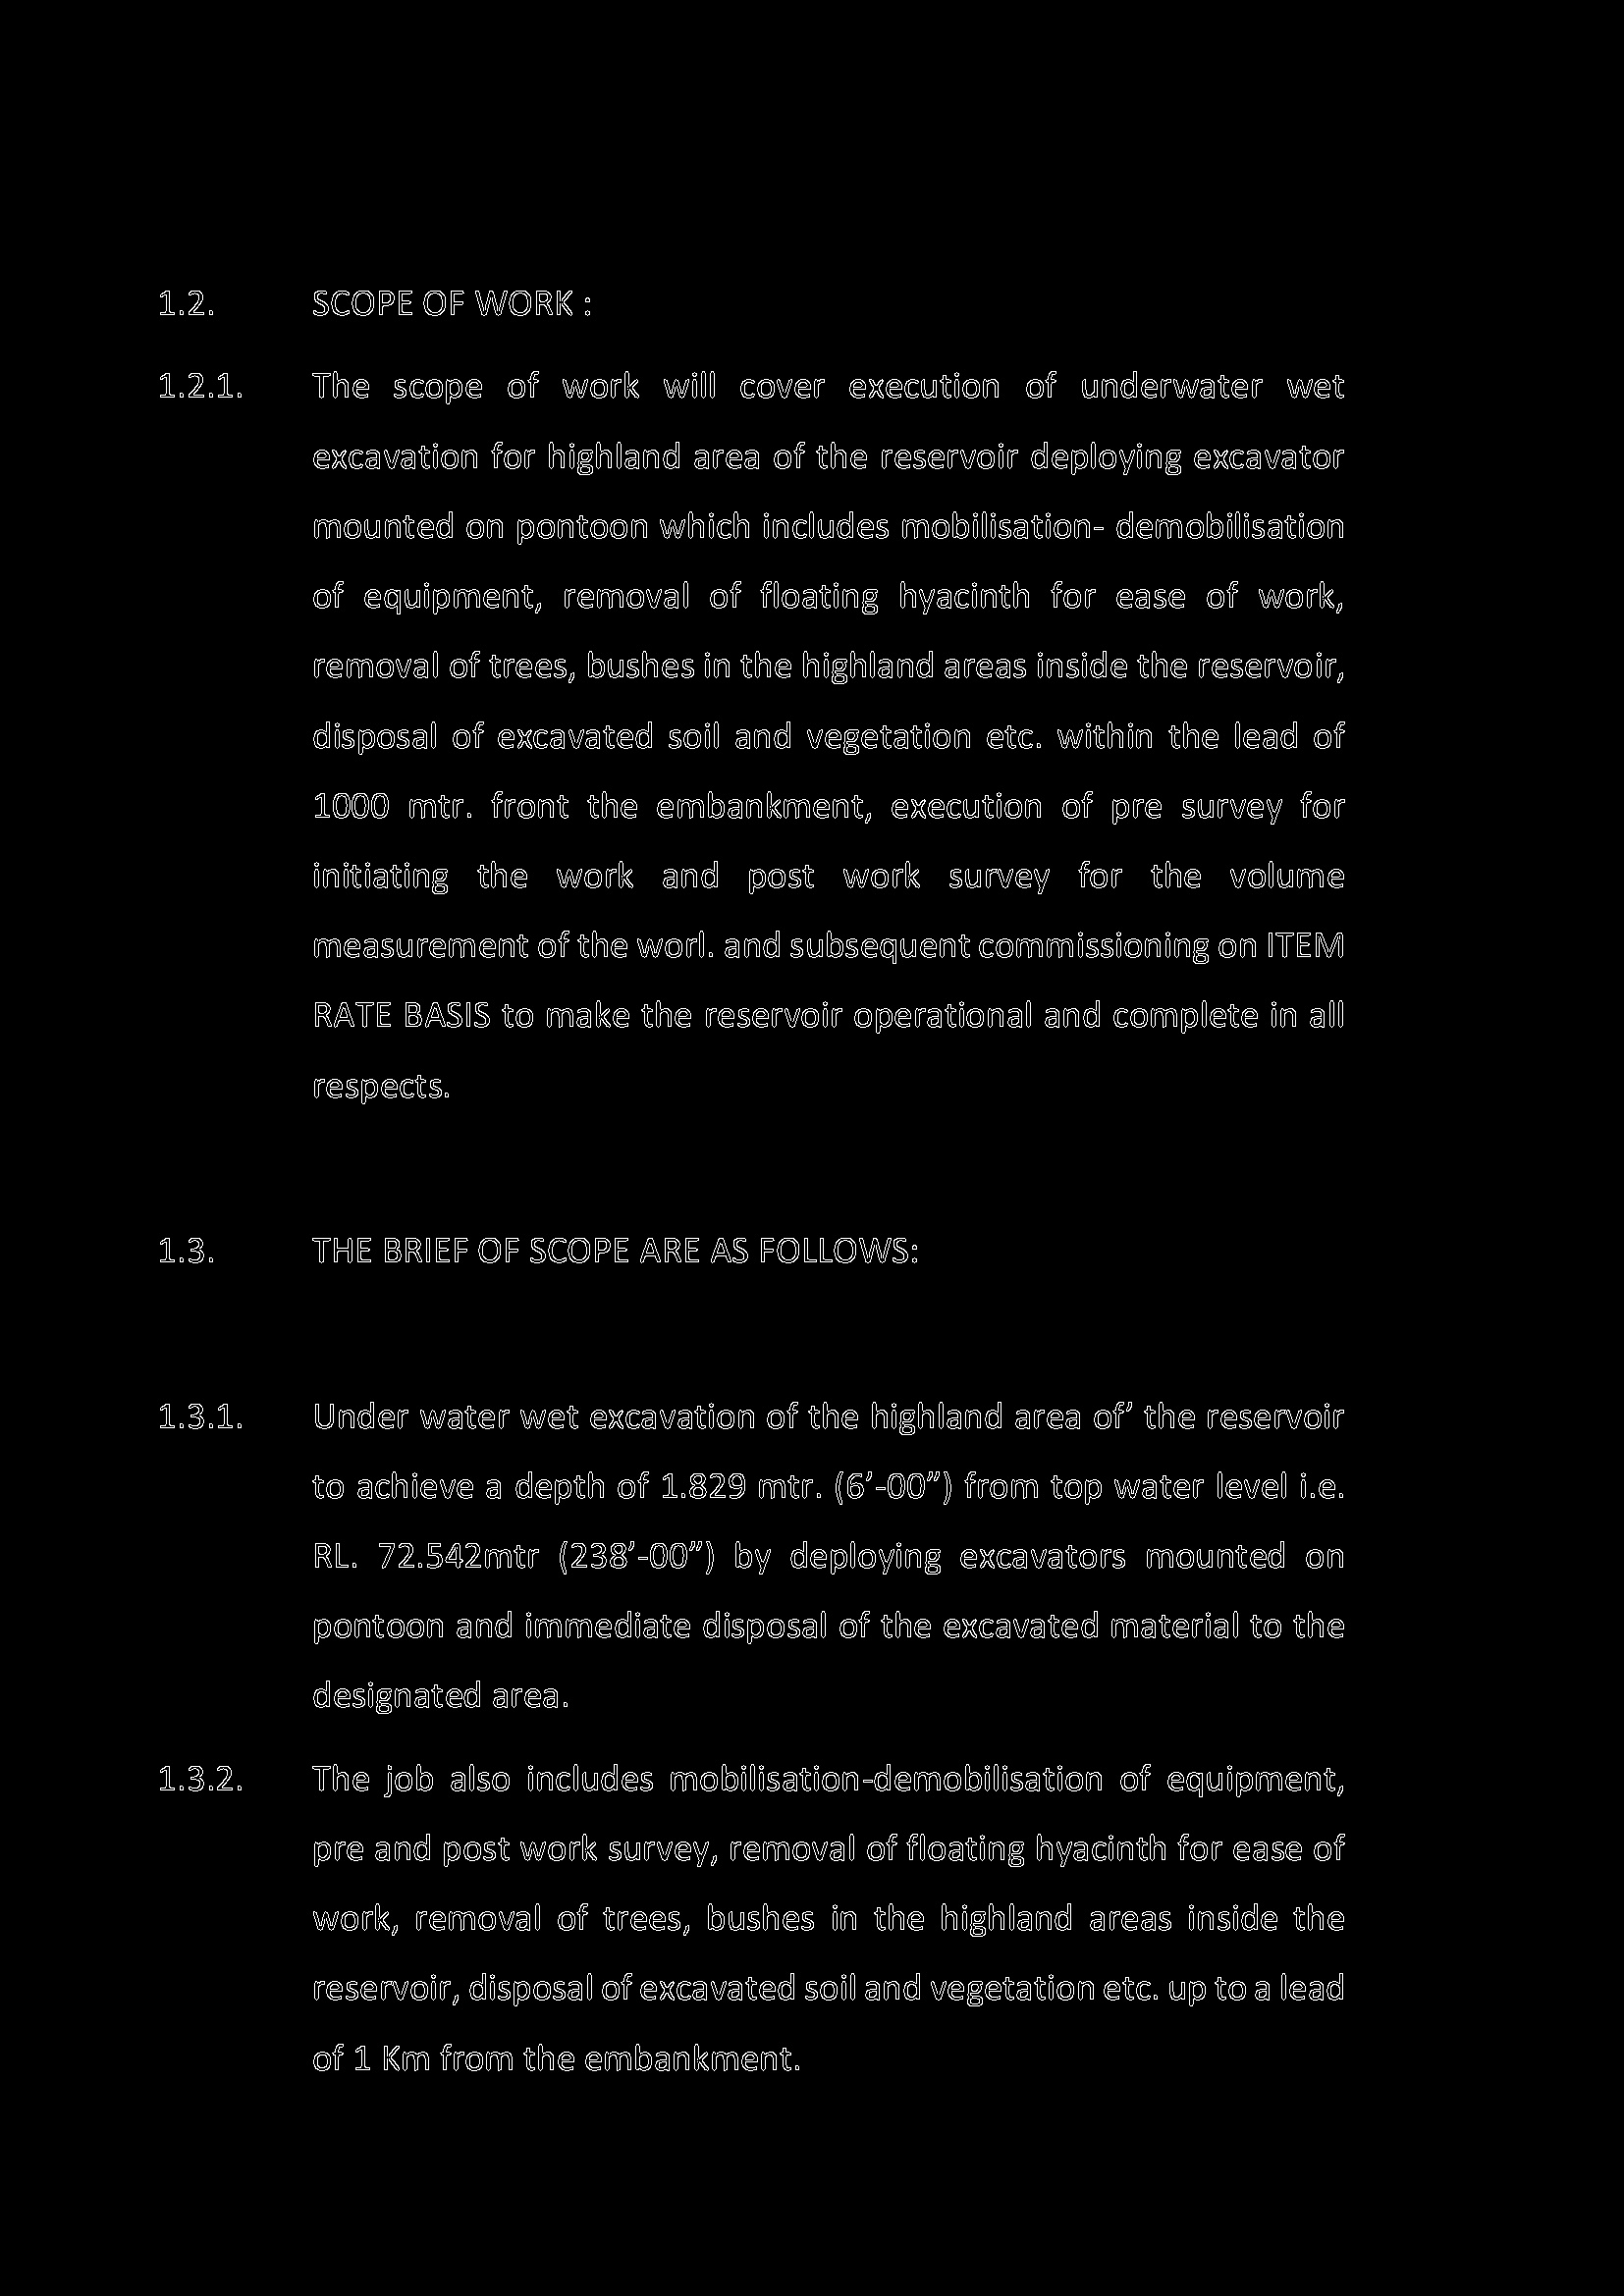 1.2. SCOPE OF WORK :
1.2.1. The scope of work will cover execution of underwater wet
excavation for highland area of the reservoir deploying excavator
mounted on pontoon which includes mobilisation- demobilisation
of equipment, removal of floating hyacinth for ease of work,
removal of trees, bushes in the highland areas inside the reservoir,
disposal of excavated soil and vegetation etc. within the lead of
1000 mtr. front the embankment, execution of pre survey for
initiating the work and post work survey for the volume
measurement of the worl. and subsequent commissioning on ITEM
RATE BASIS to make the reservoir operational and complete in all
respects.
1.3. THE BRIEF OF SCOPE ARE AS FOLLOWS:
1.3.1. Under water wet excavation of the highland area of’ the reservoir
to achieve a depth of 1.829 mtr. (6’-00”) from top water level i.e.
RL. 72.542mtr (238’-00”) by deploying excavators mounted on
pontoon and immediate disposal of the excavated material to the
designated area.
1.3.2. The job also includes mobilisation-demobilisation of equipment,
pre and post work survey, removal of floating hyacinth for ease of
work, removal of trees, bushes in the highland areas inside the
reservoir, disposal of excavated soil and vegetation etc. up to a lead
of 1 Km from the embankment.